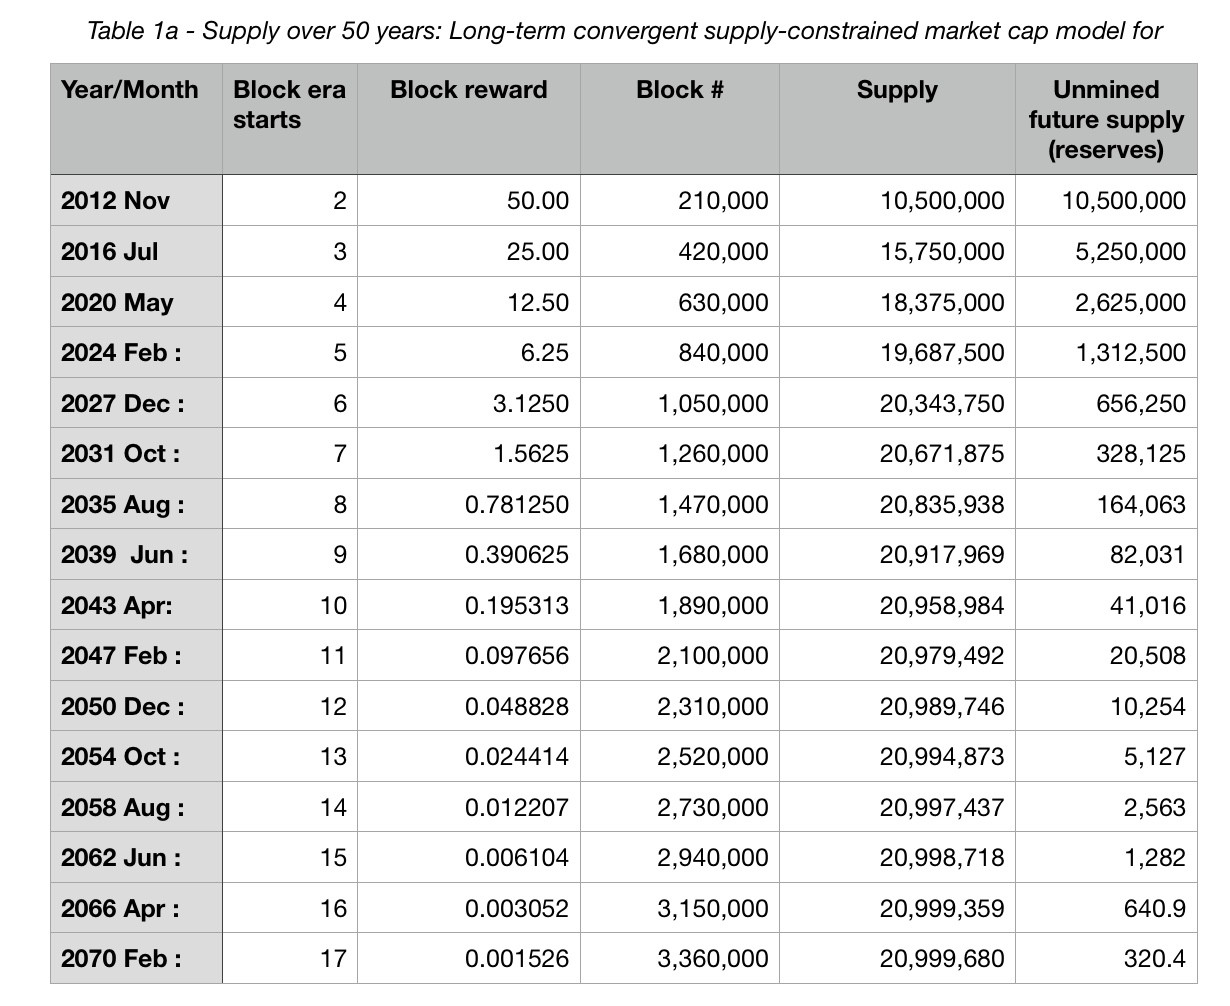 Table 1a - Supply over 50 years: Long-term convergent supply-constrained market cap model for
Year/Month Block era starts Block reward Block # Supply Unmined future supply (reserves)
2012 Nov 2 50.00 210,000 10,500,000 10,500,000
2016 Jul 3 25.00 420,000 15,750,000 5,250,000
2020 May 4 12.50 630,000 18,375,000 2,625,000
2024 Feb : 5 6.25 840,000 19,687,500 1,312,500
2027 Dec : 6 3.1250 1,050,000 20,343,750 656,250
2031 Oct : 7 1.5625 1,260,000 20,671,875 328,125
2035 Aug : 8 0.781250 1,470,000 20,835,938 164,063
2039 Jun : 9 0.390625 1,680,000 20,917,969 82,031
2043 Apr: 10 0.195313 1,890,000 20,958,984 41,016
2047 Feb : 11 0.097656 2,100,000 20,979,492 20,508
2050 Dec : 12 0.048828 2,310,000 20,989,746 10,254
2054 Oct : 13 0.024414 2,520,000 20,994,873 5,127
2058 Aug : 14 0.012207 2,730,000 20,997,437 2,563
2062 Jun : 15 0.006104 2,940,000 20,998,718 1,282
2066 Apr : 16 0.003052 3,150,000 20,999,359 640.9
2070 Feb : 17 0.001526 3,360,000 20,999,680 320.4